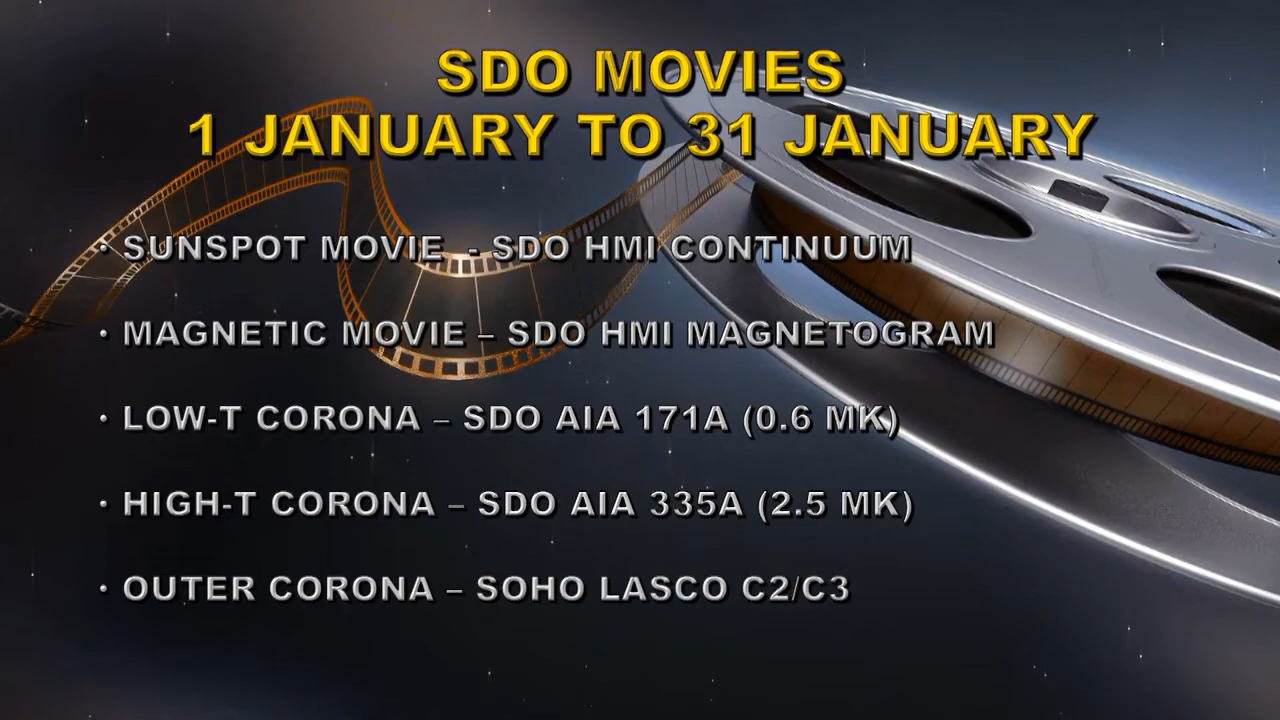 SDO MOVIES
1 JANUARY TO 31 JANUARY
• SUNSPOT MOVIE - SDO HMI CONTINUUM
• MAGNETIC MOVIE – SDO HMI MAGNETOGRAM
• LOW-T CORONA – SDO AIA 171A (0.6 MK)
• HIGH-T CORONA – SDO AIA 335A (2.5 MK)
• OUTER CORONA – SOHO LASCO C2/C3